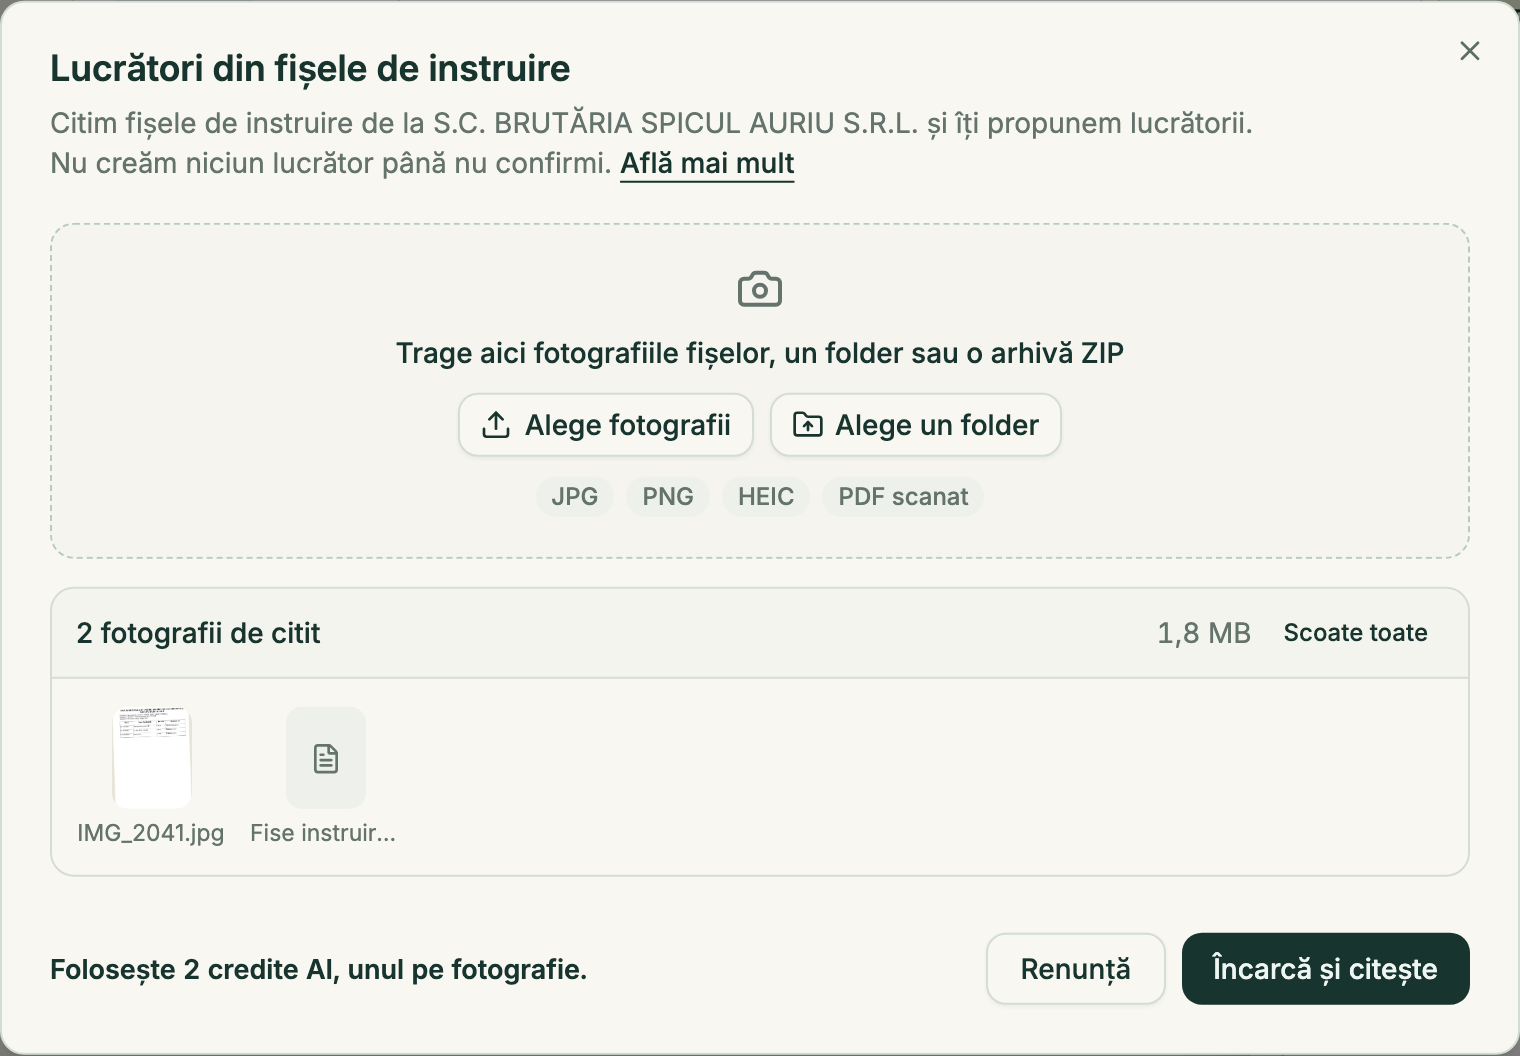 Lucrători din fișele de instruire
Citim fișele de instruire de la S.C. BRUTĂRIA SPICUL AURIU S.R.L. și îți propunem lucrătorii.
Nu creăm niciun lucrător până nu confirmi. Află mai mult
Trage aici fotografiile fișelor, un folder sau o arhivă ZIP
Alege fotografii
Alege un folder
JPG PNG HEIC PDF scanat
2 fotografii de citit
1,8 MB
Scoate toate
IMG_2041.jpg
Fise instruir...
Folosește 2 credite AI, unul pe fotografie.
Renunță
Încarcă și citește